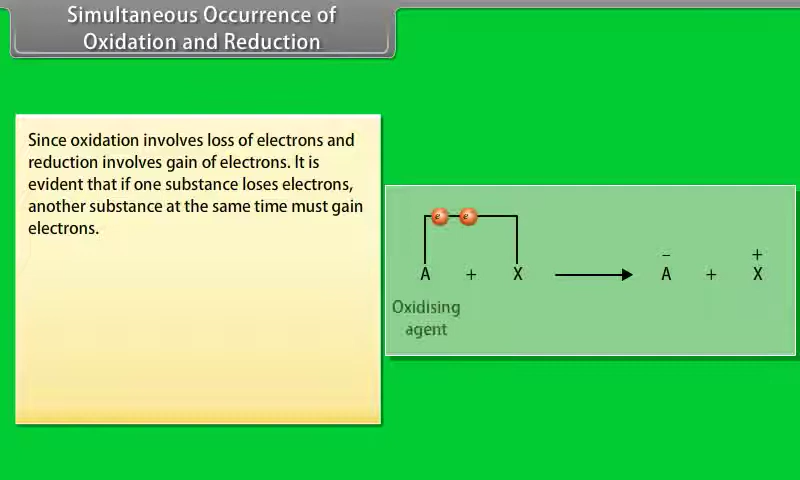 Simultaneous Occurrence of
Oxidation and Reduction
Since oxidation involves loss of electrons and
reduction involves gain of electrons. It is
evident that if one substance loses electrons,
another substance at the same time must gain
electrons.
e⁻ e⁻
− +
A + X ⟶ A + X
Oxidising
agent